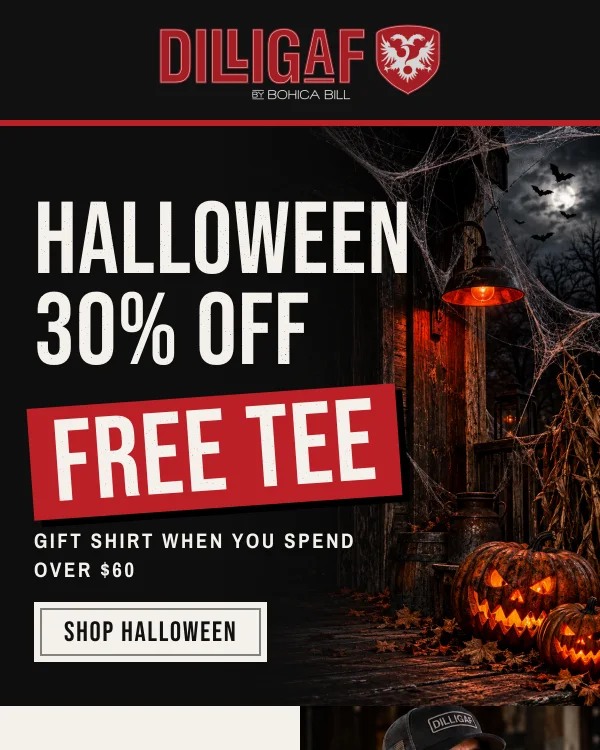 DILLIGAF
BY BOHICA BILL
HALLOWEEN
30% OFF
FREE TEE
GIFT SHIRT WHEN YOU SPEND
OVER $60
SHOP HALLOWEEN
DILLIGAF